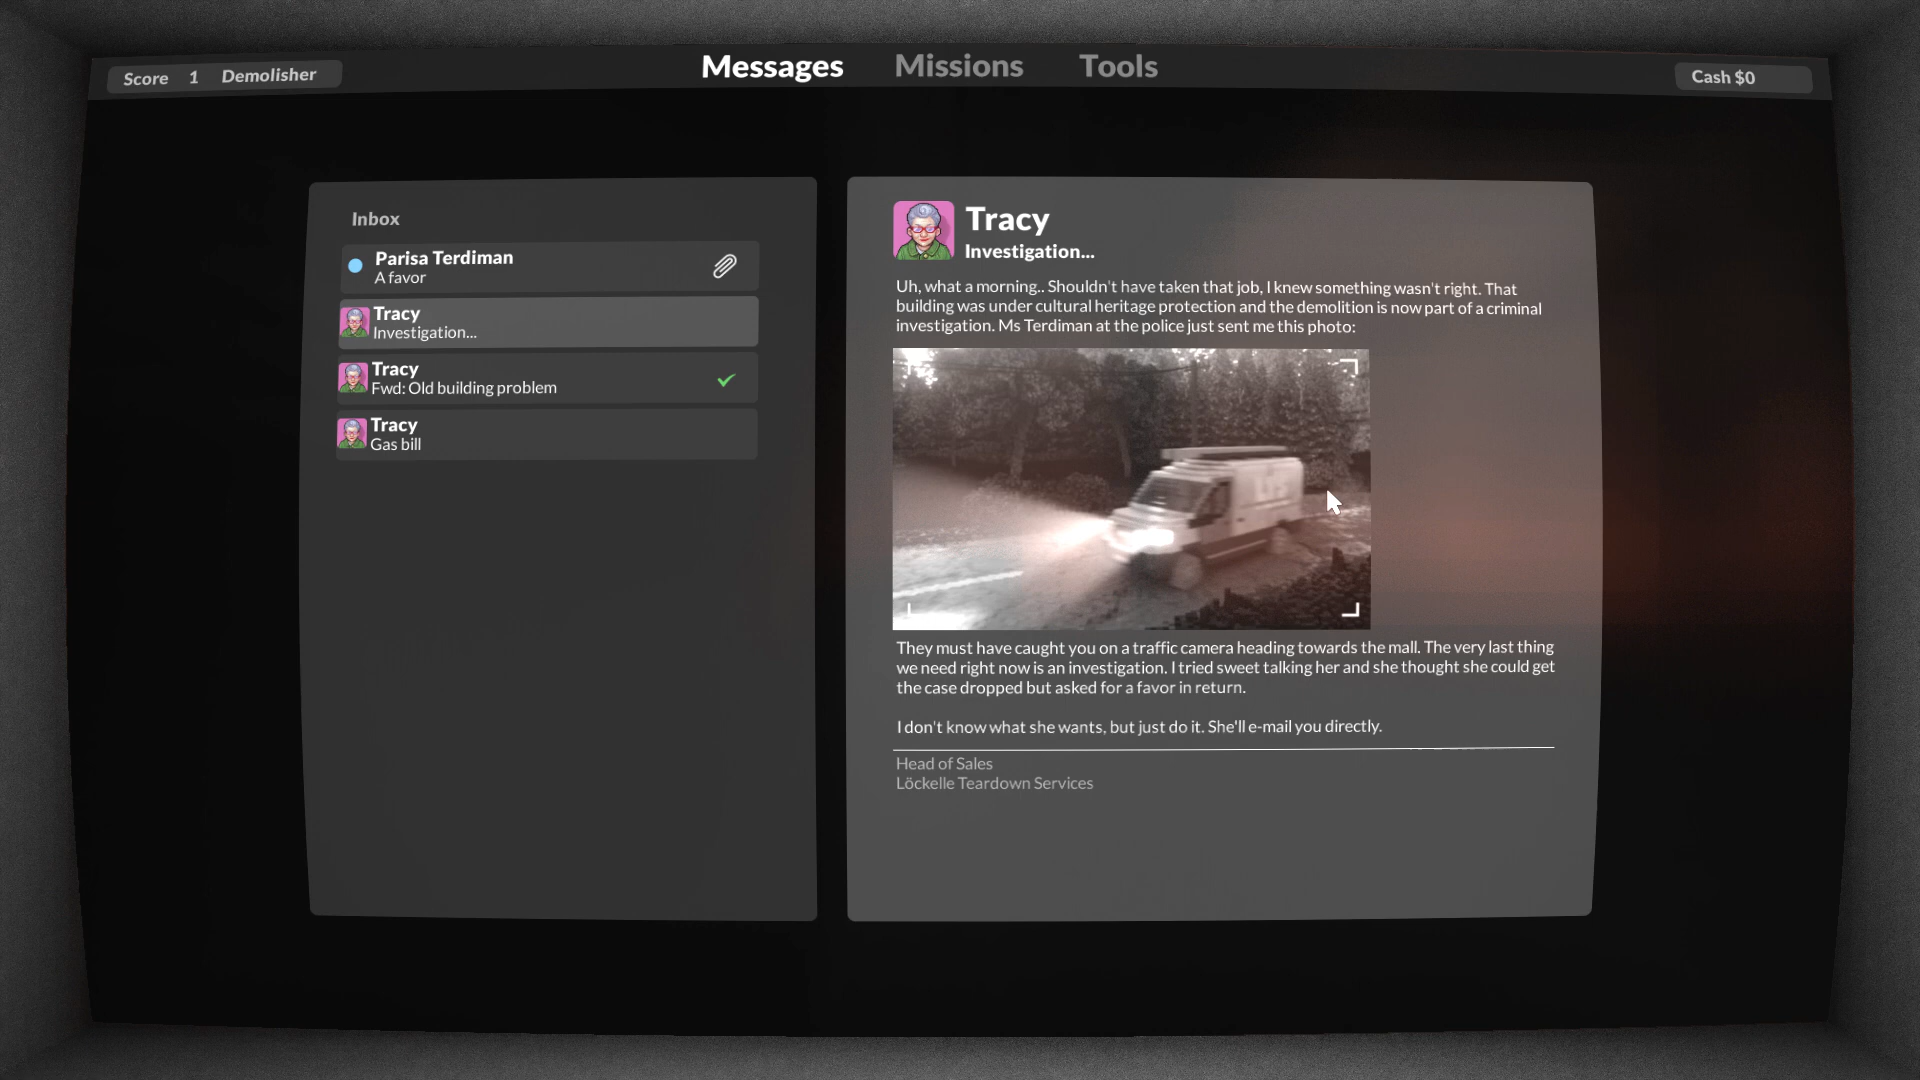 Score 1 Demolisher
Messages
Missions
Tools
Cash $0
Inbox
Parisa Terdiman
A favor
Tracy
Investigation...
Tracy
Fwd: Old building problem
Tracy
Gas bill
Tracy
Investigation...
Uh, what a morning.. Shouldn't have taken that job, I knew something wasn't right. That
building was under cultural heritage protection and the demolition is now part of a criminal
investigation. Ms Terdiman at the police just sent me this photo:
They must have caught you on a traffic camera heading towards the mall. The very last thing
we need right now is an investigation. I tried sweet talking her and she thought she could get
the case dropped but asked for a favor in return.
I don't know what she wants, but just do it. She'll e-mail you directly.
Head of Sales
Löckelle Teardown Services